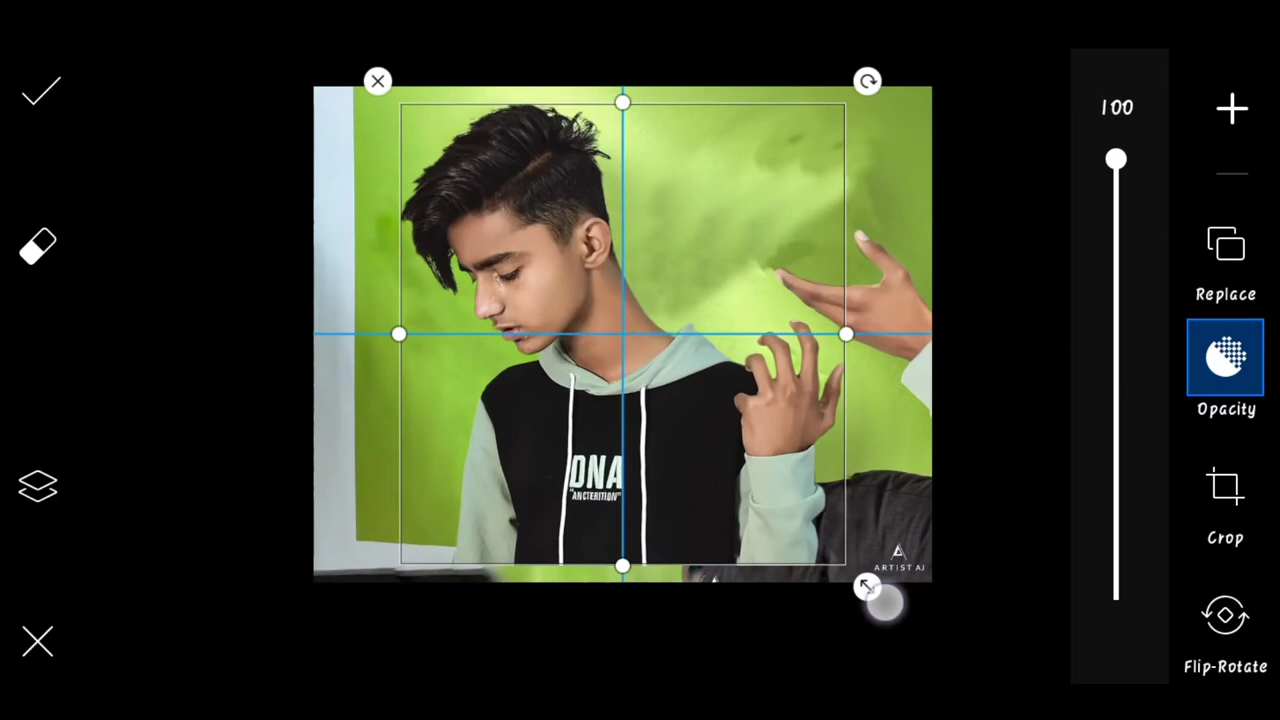 100
Replace
Opacity
Crop
Flip-Rotate
DNA
"ANCTERITION"
ARTIST AJ